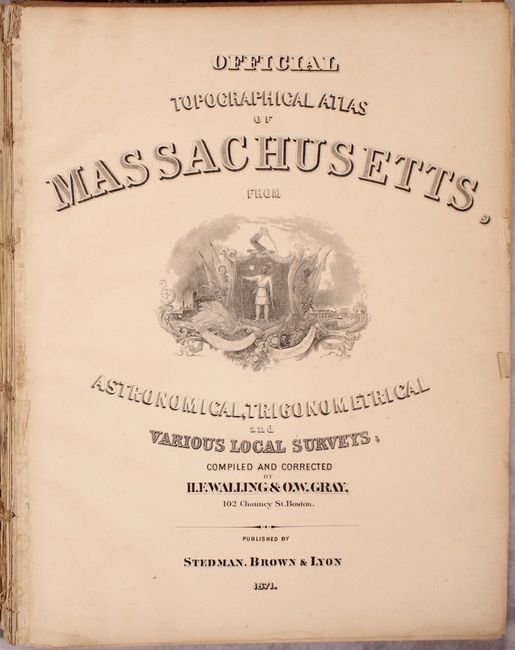 OFFICIAL
TOPOGRAPHICAL ATLAS
OF
MASSACHUSETTS,
FROM
ASTRONOMICAL, TRIGONOMETRICAL
and
VARIOUS LOCAL SURVEYS;
COMPILED AND CORRECTED
BY
H.F. WALLING & O.W. GRAY,
102 Chauncy St. Boston.
PUBLISHED BY
STEDMAN, BROWN & LYON
1871.